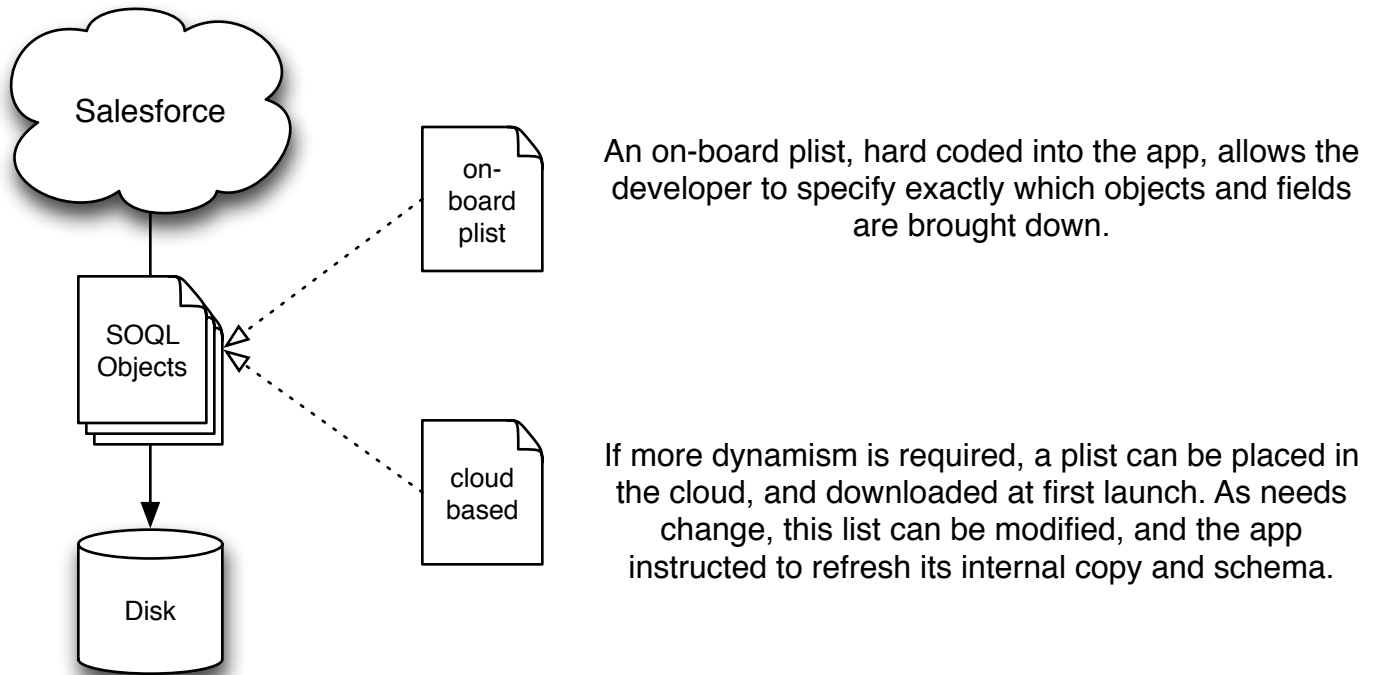 Salesforce
on-
board
plist
An on-board plist, hard coded into the app, allows the
developer to specify exactly which objects and fields
are brought down.
SOQL
Objects
cloud
based
If more dynamism is required, a plist can be placed in
the cloud, and downloaded at first launch. As needs
change, this list can be modified, and the app
instructed to refresh its internal copy and schema.
Disk